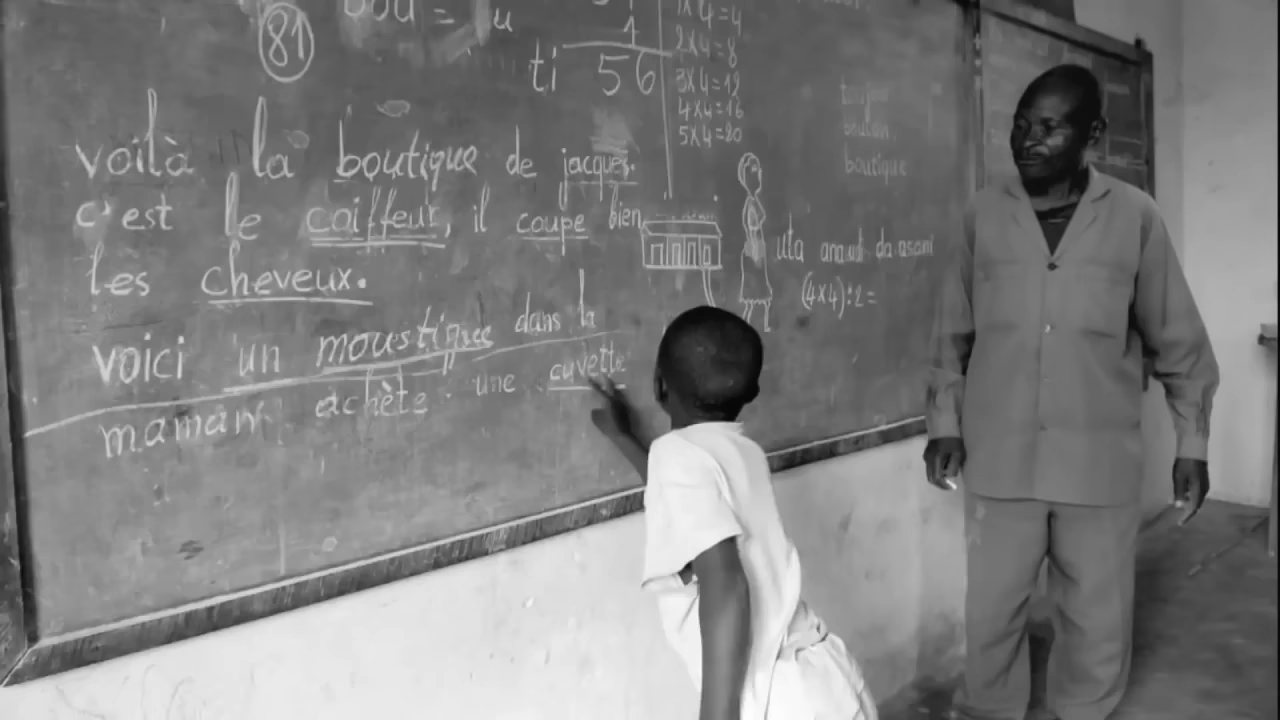 81
ti 56
1x4=4
2x4=8
3x4=12
4x4=16
5x4=20
voilà la boutique de jacques.
c'est le coiffeur, il coupe bien
les cheveux.
voici un moustique dans la
maman achète une cuvette
boutique
(4x4):2=